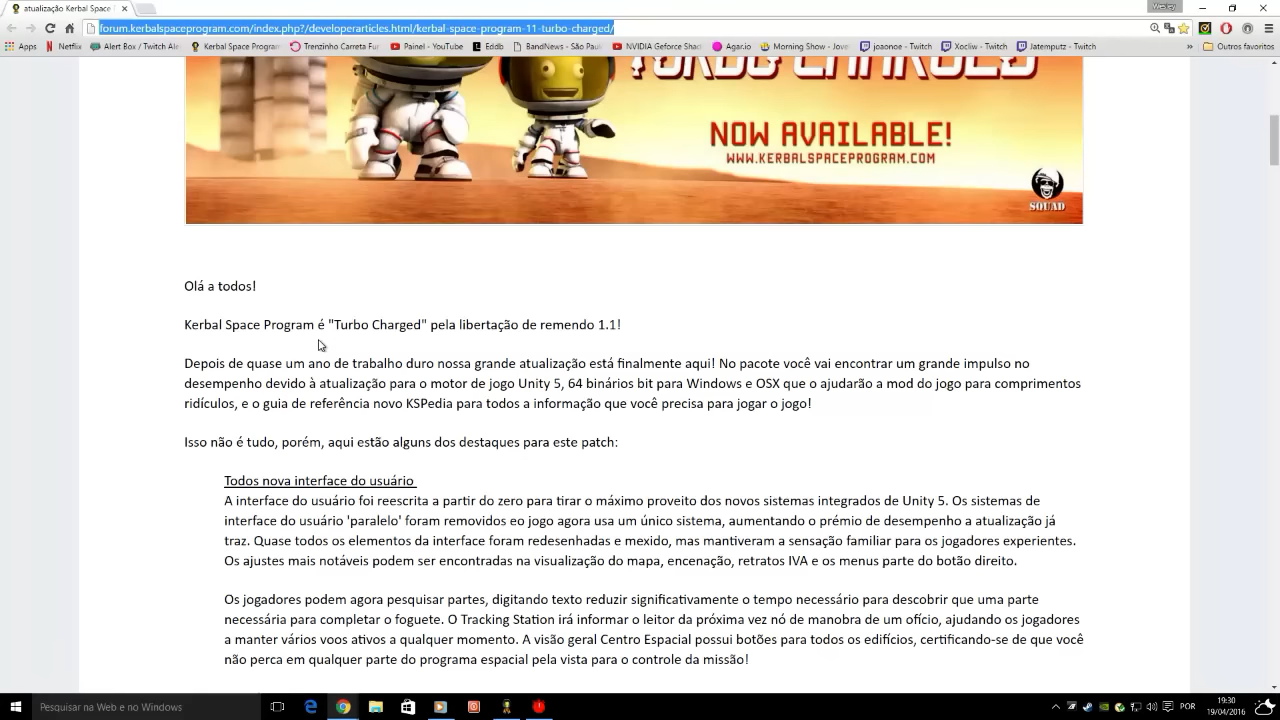 atualização Kerbal Space
Wesley
forum.kerbalspaceprogram.com/index.php?/developerarticles.html/kerbal-space-program-11-turbo-charged/
Apps Netflix Alert Box / Twitch Ale Kerbal Space Program Trenzinho Carreta Fur Painel - YouTube Eddb BandNews - São Paul NVIDIA Geforce Shad Agar.io Morning Show - Jove joaone - Twitch Xocliw - Twitch Jatemputz - Twitch » Outros favoritos
TURBO CHARGED
NOW AVAILABLE!
WWW.KERBALSPACEPROGRAM.COM
SQUAD
Olá a todos!
Kerbal Space Program é "Turbo Charged" pela libertação de remendo 1.1!
Depois de quase um ano de trabalho duro nossa grande atualização está finalmente aqui! No pacote você vai encontrar um grande impulso no
desempenho devido à atualização para o motor de jogo Unity 5, 64 binários bit para Windows e OSX que o ajudarão a mod do jogo para comprimentos
ridículos, e o guia de referência novo KSPedia para todos a informação que você precisa para jogar o jogo!
Isso não é tudo, porém, aqui estão alguns dos destaques para este patch:
Todos nova interface do usuário
A interface do usuário foi reescrita a partir do zero para tirar o máximo proveito dos novos sistemas integrados de Unity 5. Os sistemas de
interface do usuário 'paralelo' foram removidos eo jogo agora usa um único sistema, aumentando o prémio de desempenho a atualização já
traz. Quase todos os elementos da interface foram redesenhadas e mexido, mas mantiveram a sensação familiar para os jogadores experientes.
Os ajustes mais notáveis podem ser encontradas na visualização do mapa, encenação, retratos IVA e os menus parte do botão direito.
Os jogadores podem agora pesquisar partes, digitando texto reduzir significativamente o tempo necessário para descobrir que uma parte
necessária para completar o foguete. O Tracking Station irá informar o leitor da próxima vez nó de manobra de um ofício, ajudando os jogadores
a manter vários voos ativos a qualquer momento. A visão geral Centro Espacial possui botões para todos os edifícios, certificando-se de que você
não perca em qualquer parte do programa espacial pela vista para o controle da missão!
Pesquisar na Web e no Windows
POR
19:30
19/04/2016